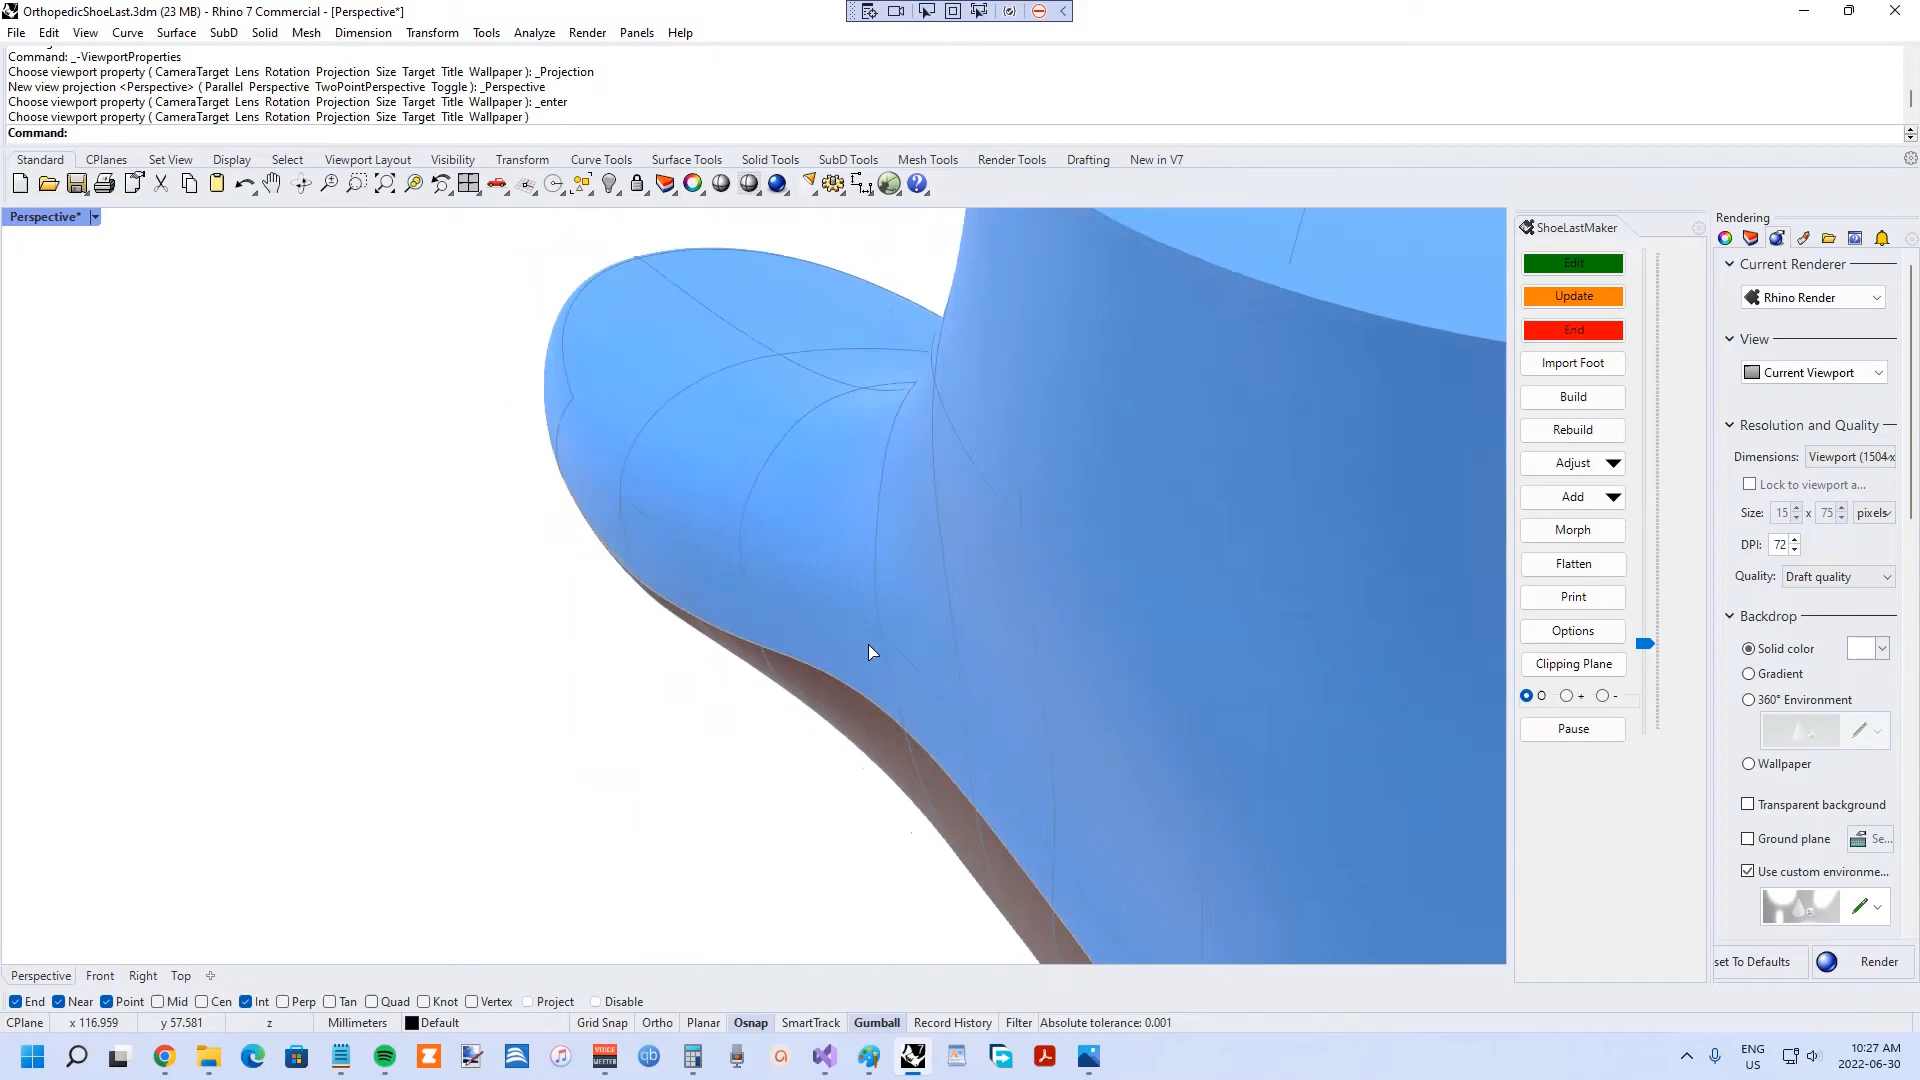 OrthopedicShoeLast.3dm (23 MB) - Rhino 7 Commercial - [Perspective*]
File Edit View Curve Surface SubD Solid Mesh Dimension Transform Tools Analyze Render Panels Help
Command: _-ViewportProperties
Choose viewport property ( CameraTarget Lens Rotation Projection Size Target Title Wallpaper ): _Projection
New view projection <Perspective> ( Parallel Perspective TwoPointPerspective Toggle ): _Perspective
Choose viewport property ( CameraTarget Lens Rotation Projection Size Target Title Wallpaper ): _enter
Choose viewport property ( CameraTarget Lens Rotation Projection Size Target Title Wallpaper )
Command:
Standard CPlanes Set View Display Select Viewport Layout Visibility Transform Curve Tools Surface Tools Solid Tools SubD Tools Mesh Tools Render Tools Drafting New in V7
Perspective*
ShoeLastMaker
Edit
Update
End
Import Foot
Build
Rebuild
Adjust
Add
Morph
Flatten
Print
Options
Clipping Plane
O + -
Pause
Rendering
Current Renderer
Rhino Render
View
Current Viewport
Resolution and Quality
Dimensions: Viewport (1504 x
Lock to viewport a...
Size: 15 x 75 pixels
DPI: 72
Quality: Draft quality
Backdrop
Solid color
Gradient
360° Environment
Wallpaper
Transparent background
Ground plane Se...
Use custom environme...
set To Defaults Render
Perspective Front Right Top
End Near Point Mid Cen Int Perp Tan Quad Knot Vertex Project Disable
CPlane x 116.959 y 57.581 z Millimeters Default Grid Snap Ortho Planar Osnap SmartTrack Gumball Record History Filter Absolute tolerance: 0.001
VOICE MEETER
qb
ENG
US
10:27 AM
2022-06-30